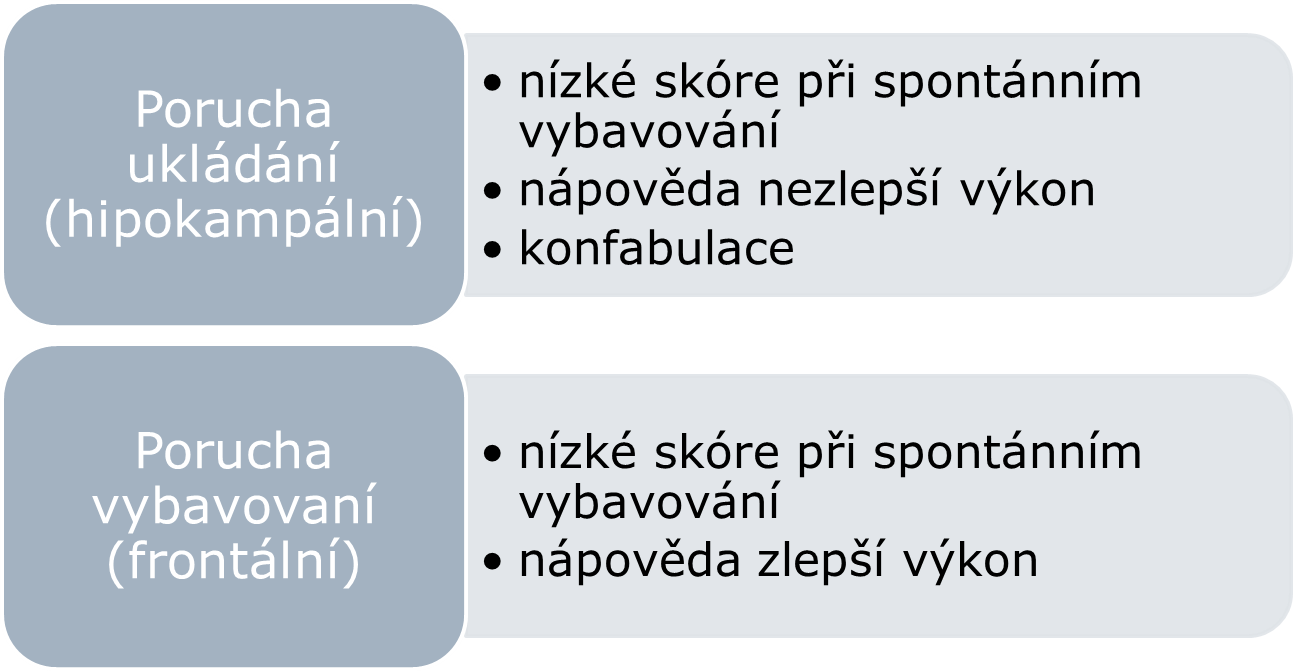 Porucha
ukládání
(hipokampální)
• nízké skóre při spontánním
vybavování
• nápověda nezlepší výkon
• konfabulace
Porucha
vybavovaní
(frontální)
• nízké skóre při spontánním
vybavování
• nápověda zlepší výkon